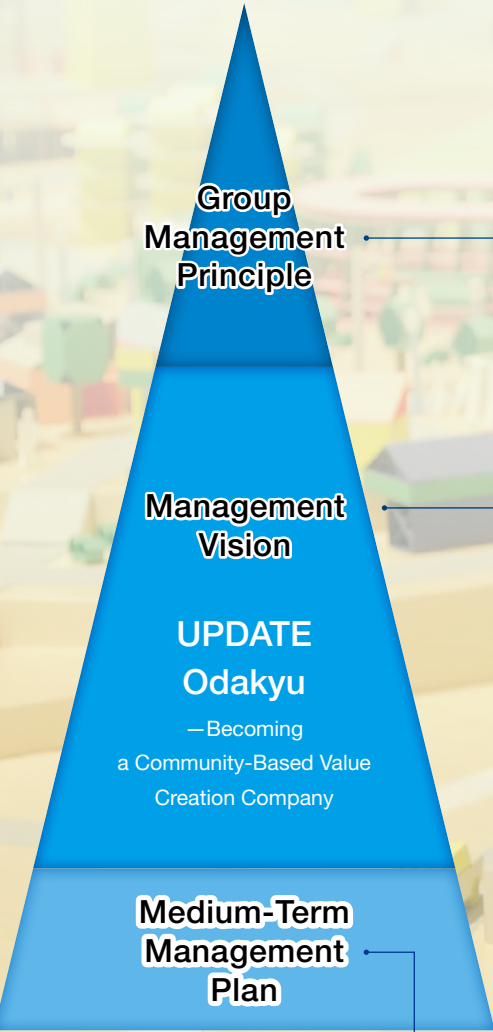 Group
Management
Principle
Management
Vision
UPDATE
Odakyu
—Becoming
a Community-Based Value
Creation Company
Medium-Term
Management
Plan